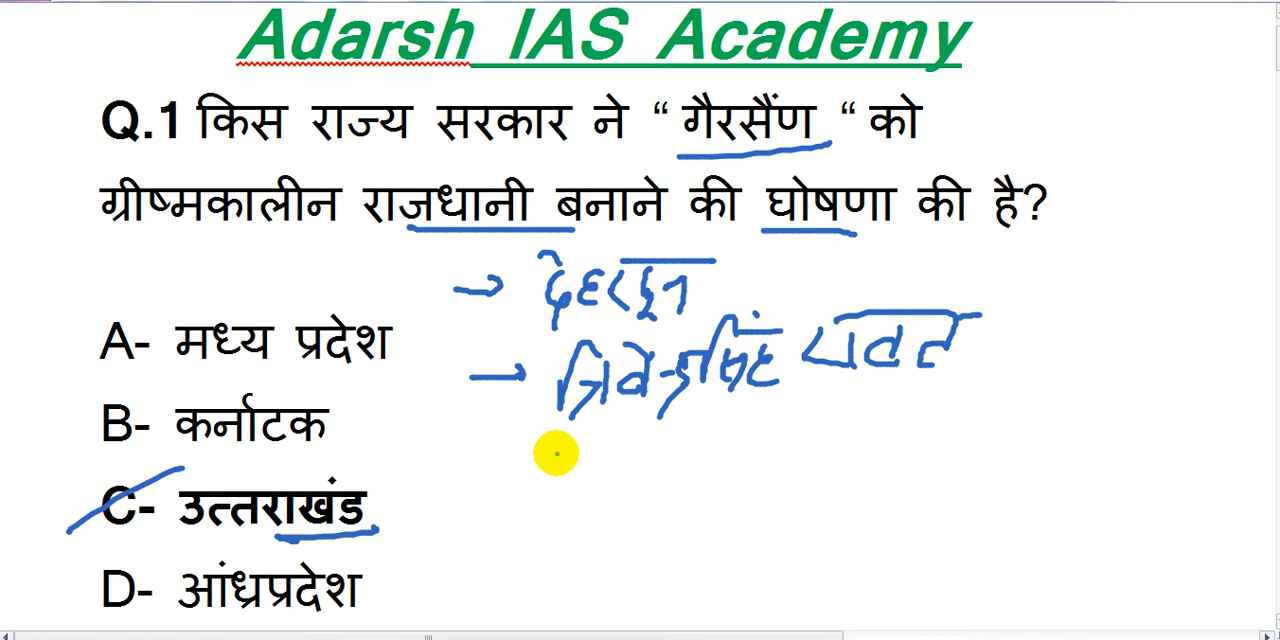 Adarsh IAS Academy
Q.1 किस राज्य सरकार ने “ गैरसैंण “ को
ग्रीष्मकालीन राजधानी बनाने की घोषणा की है?
→ देहरादून
A- मध्य प्रदेश
→ त्रिवेन्द्र सिंह रावत
B- कर्नाटक
C- उत्तराखंड
D- आंध्रप्रदेश